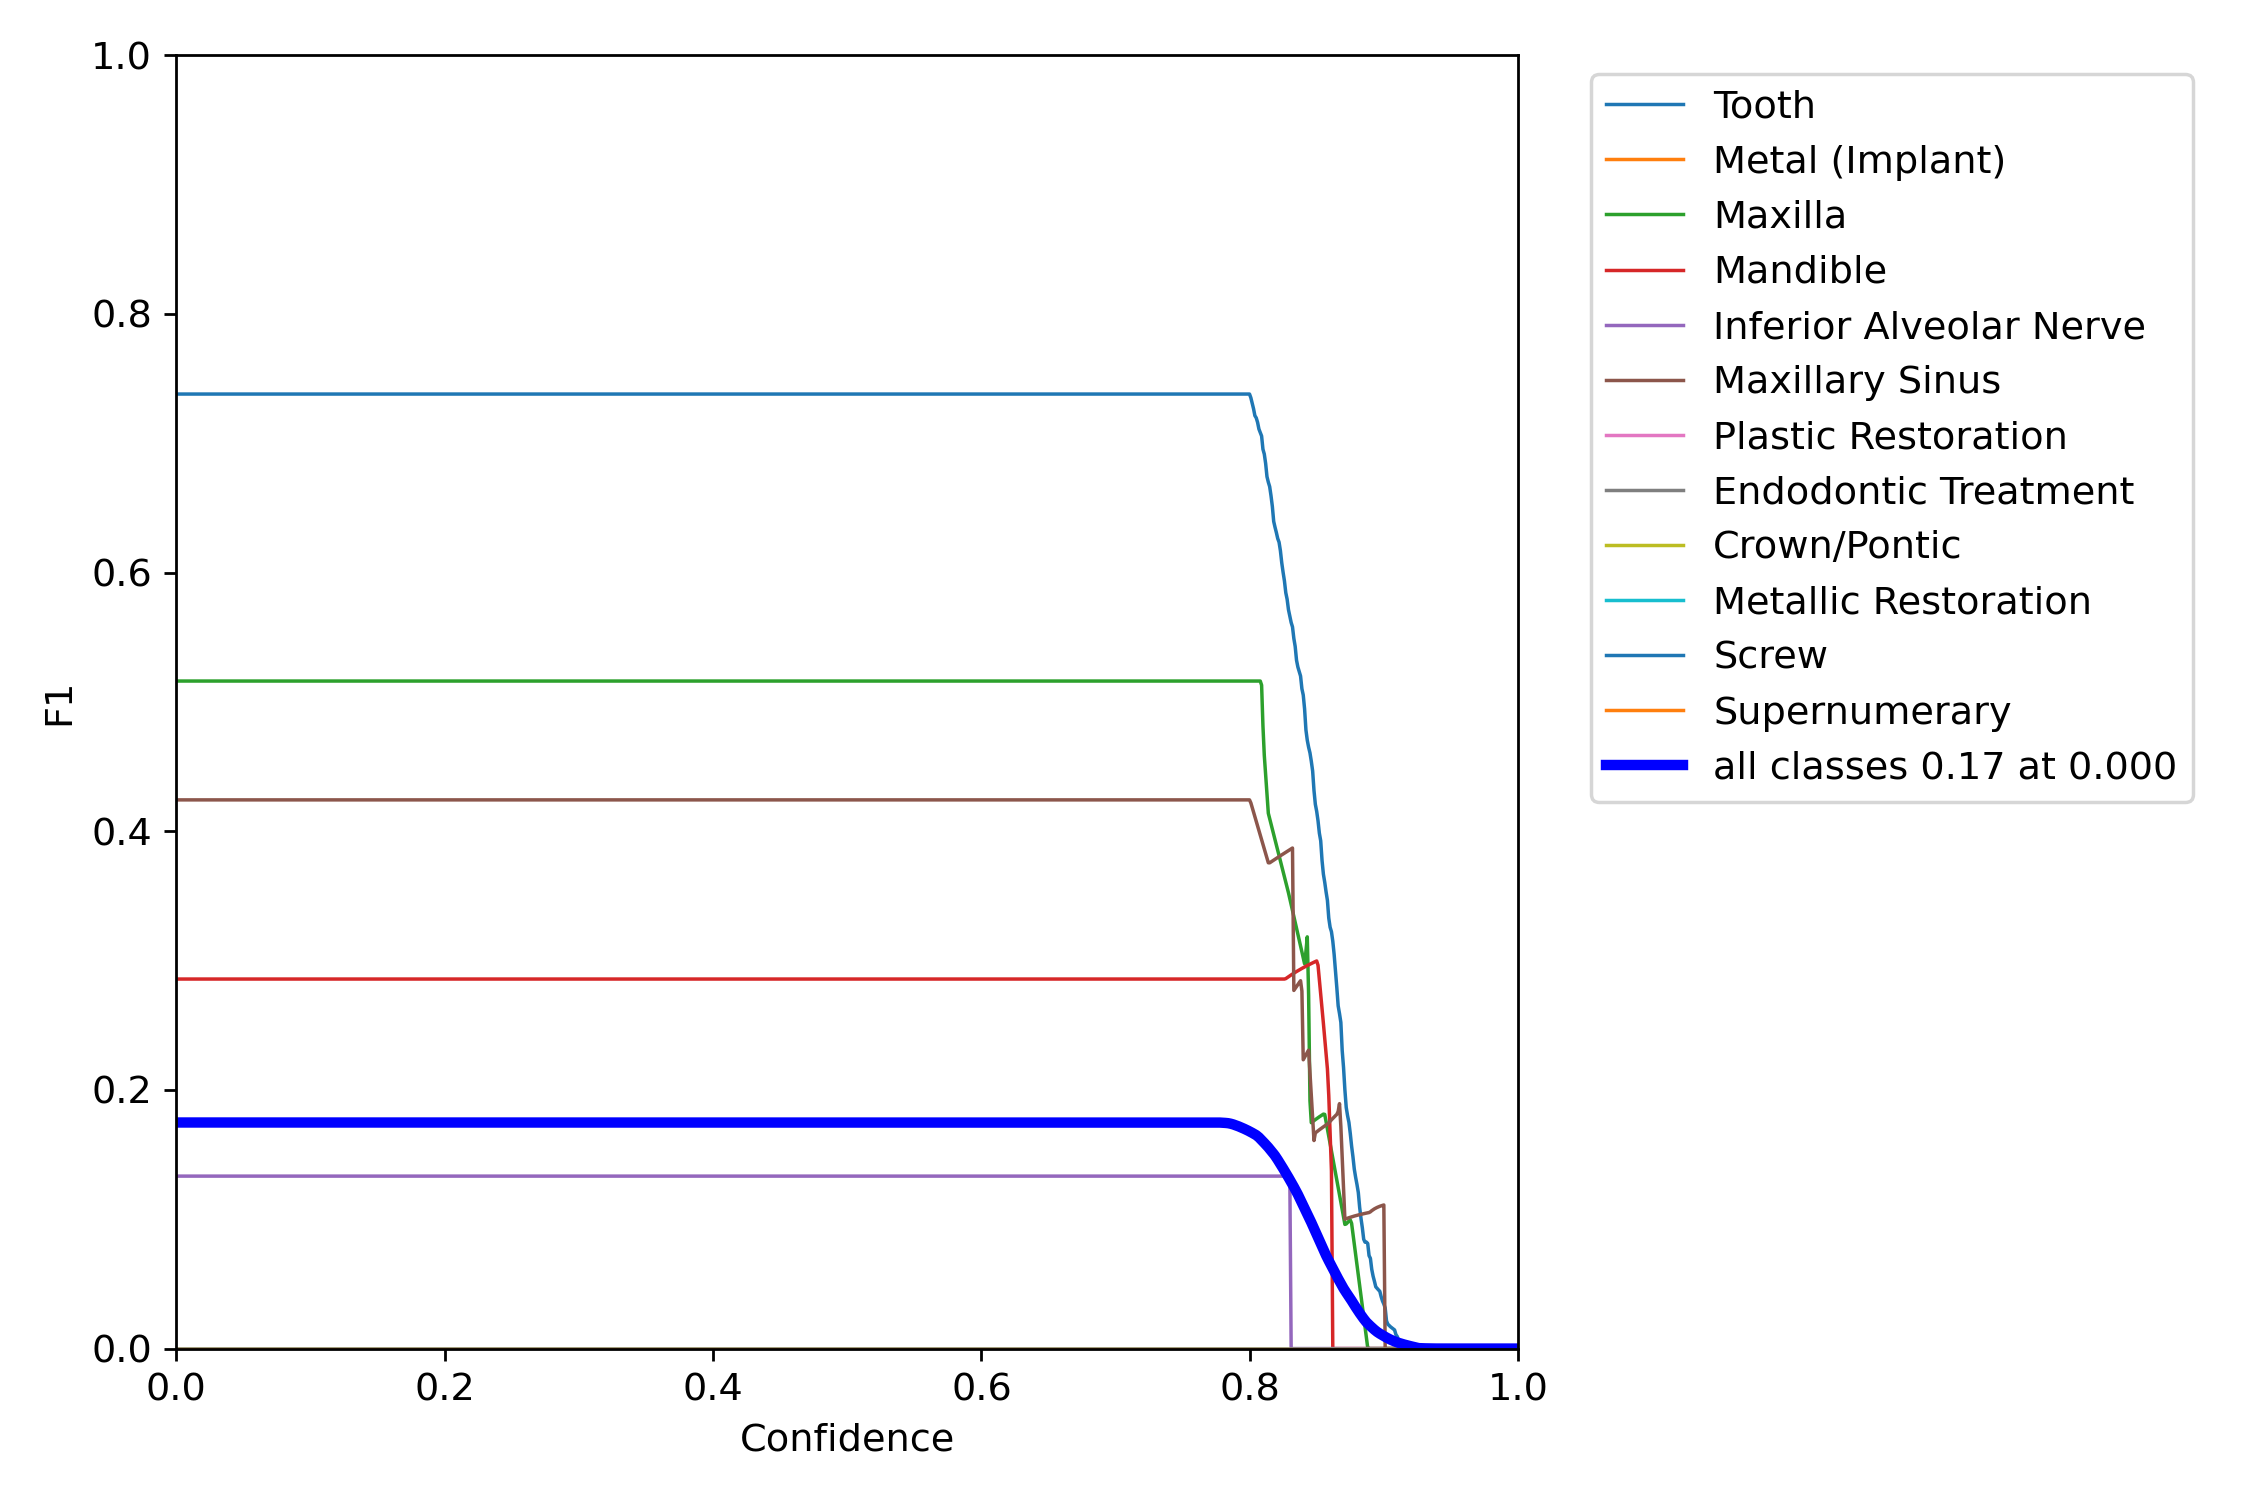 1.0
0.8
0.6
0.4
0.2
0.0
F1
0.0 0.2 0.4 0.6 0.8 1.0
Confidence
Tooth
Metal (Implant)
Maxilla
Mandible
Inferior Alveolar Nerve
Maxillary Sinus
Plastic Restoration
Endodontic Treatment
Crown/Pontic
Metallic Restoration
Screw
Supernumerary
all classes 0.17 at 0.000